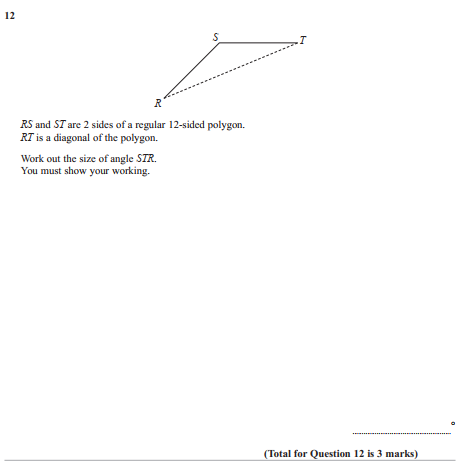 12
S
T
R
RS and ST are 2 sides of a regular 12-sided polygon.
RT is a diagonal of the polygon.
Work out the size of angle STR.
You must show your working.
°
(Total for Question 12 is 3 marks)